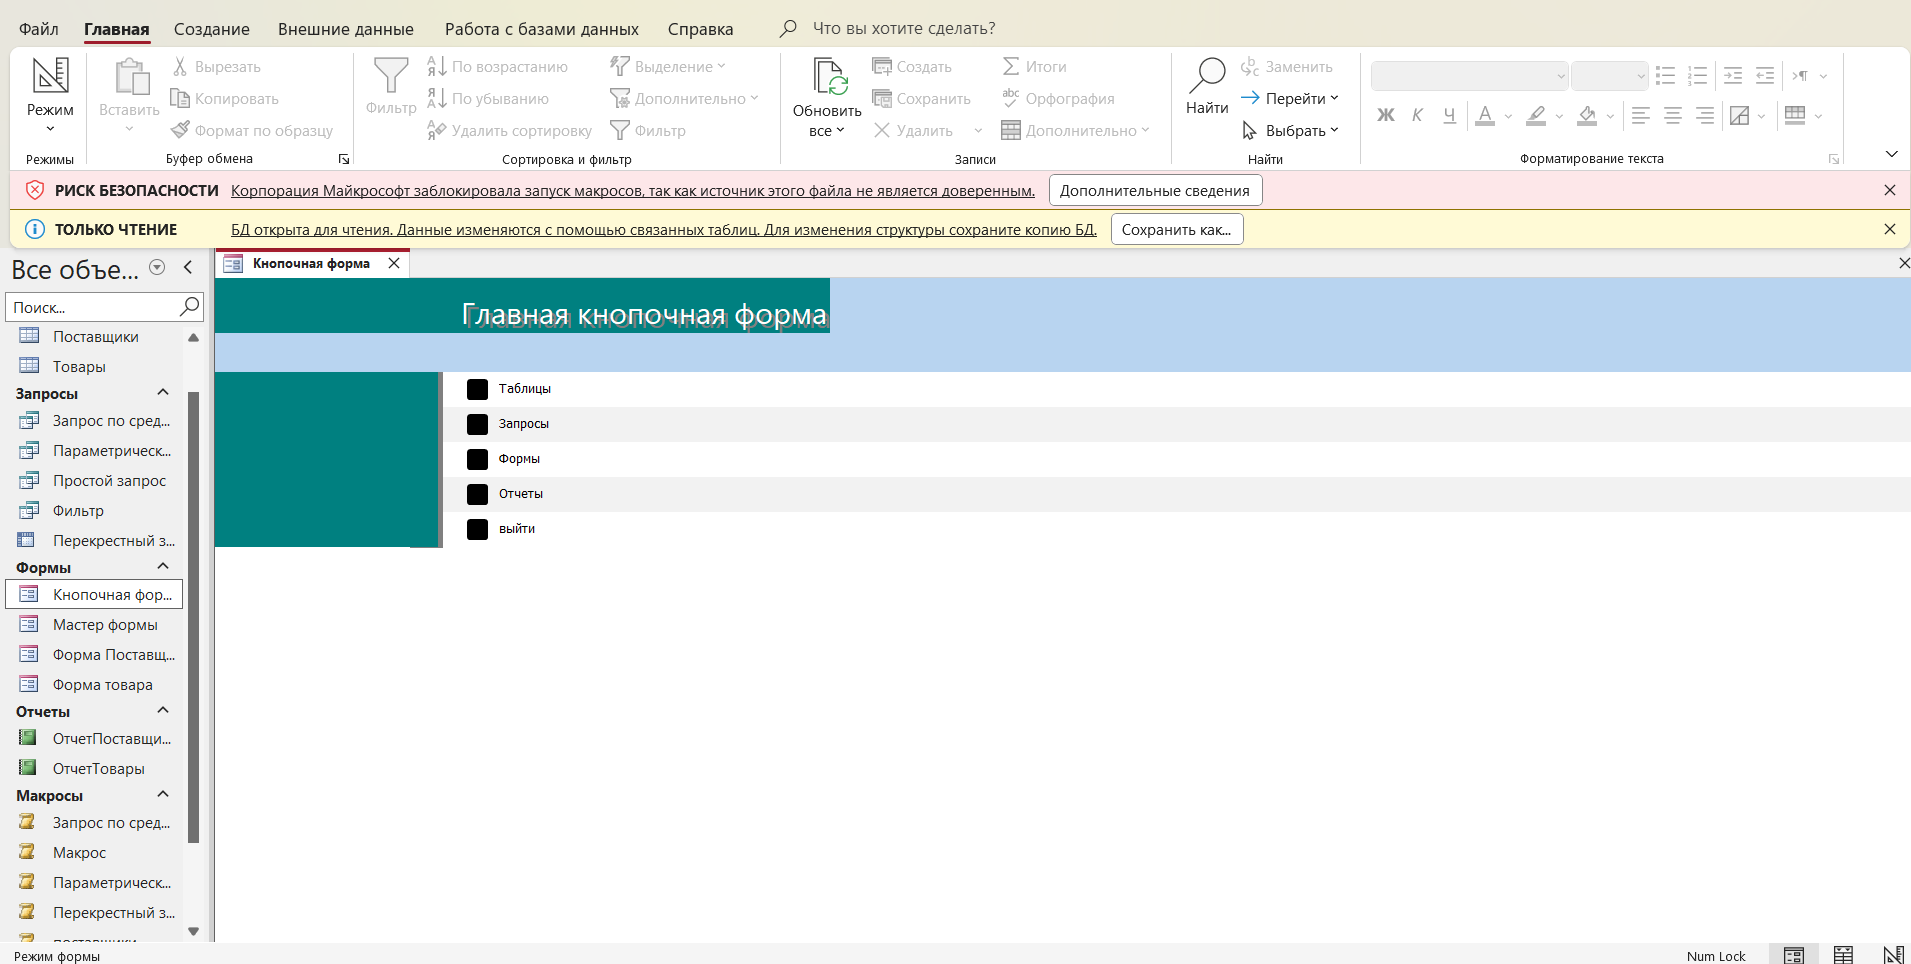 Файл Главная Создание Внешние данные Работа с базами данных Справка Что вы хотите сделать?
Режим
Режимы
Вставить
Вырезать
Копировать
Формат по образцу
Буфер обмена
Фильтр
По возрастанию
По убыванию
Удалить сортировку
Выделение
Дополнительно
Фильтр
Сортировка и фильтр
Обновить
все
Создать
Сохранить
Удалить
Итоги
Орфография
Дополнительно
Записи
Найти
Заменить
Перейти
Выбрать
Найти
Ж К Ч А
Форматирование текста
РИСК БЕЗОПАСНОСТИ Корпорация Майкрософт заблокировала запуск макросов, так как источник этого файла не является доверенным. Дополнительные сведения
ТОЛЬКО ЧТЕНИЕ БД открыта для чтения. Данные изменяются с помощью связанных таблиц. Для изменения структуры сохраните копию БД. Сохранить как...
Все объе...
Поиск...
Поставщики
Товары
Запросы
Запрос по сред...
Параметрическ...
Простой запрос
Фильтр
Перекрестный з...
Формы
Кнопочная фор...
Мастер формы
Форма Поставщ...
Форма товара
Отчеты
ОтчетПоставщи...
ОтчетТовары
Макросы
Запрос по сред...
Макрос
Параметрическ...
Перекрестный з...
Кнопочная форма
Главная кнопочная форма
Таблицы
Запросы
Формы
Отчеты
выйти
Режим формы
Num Lock